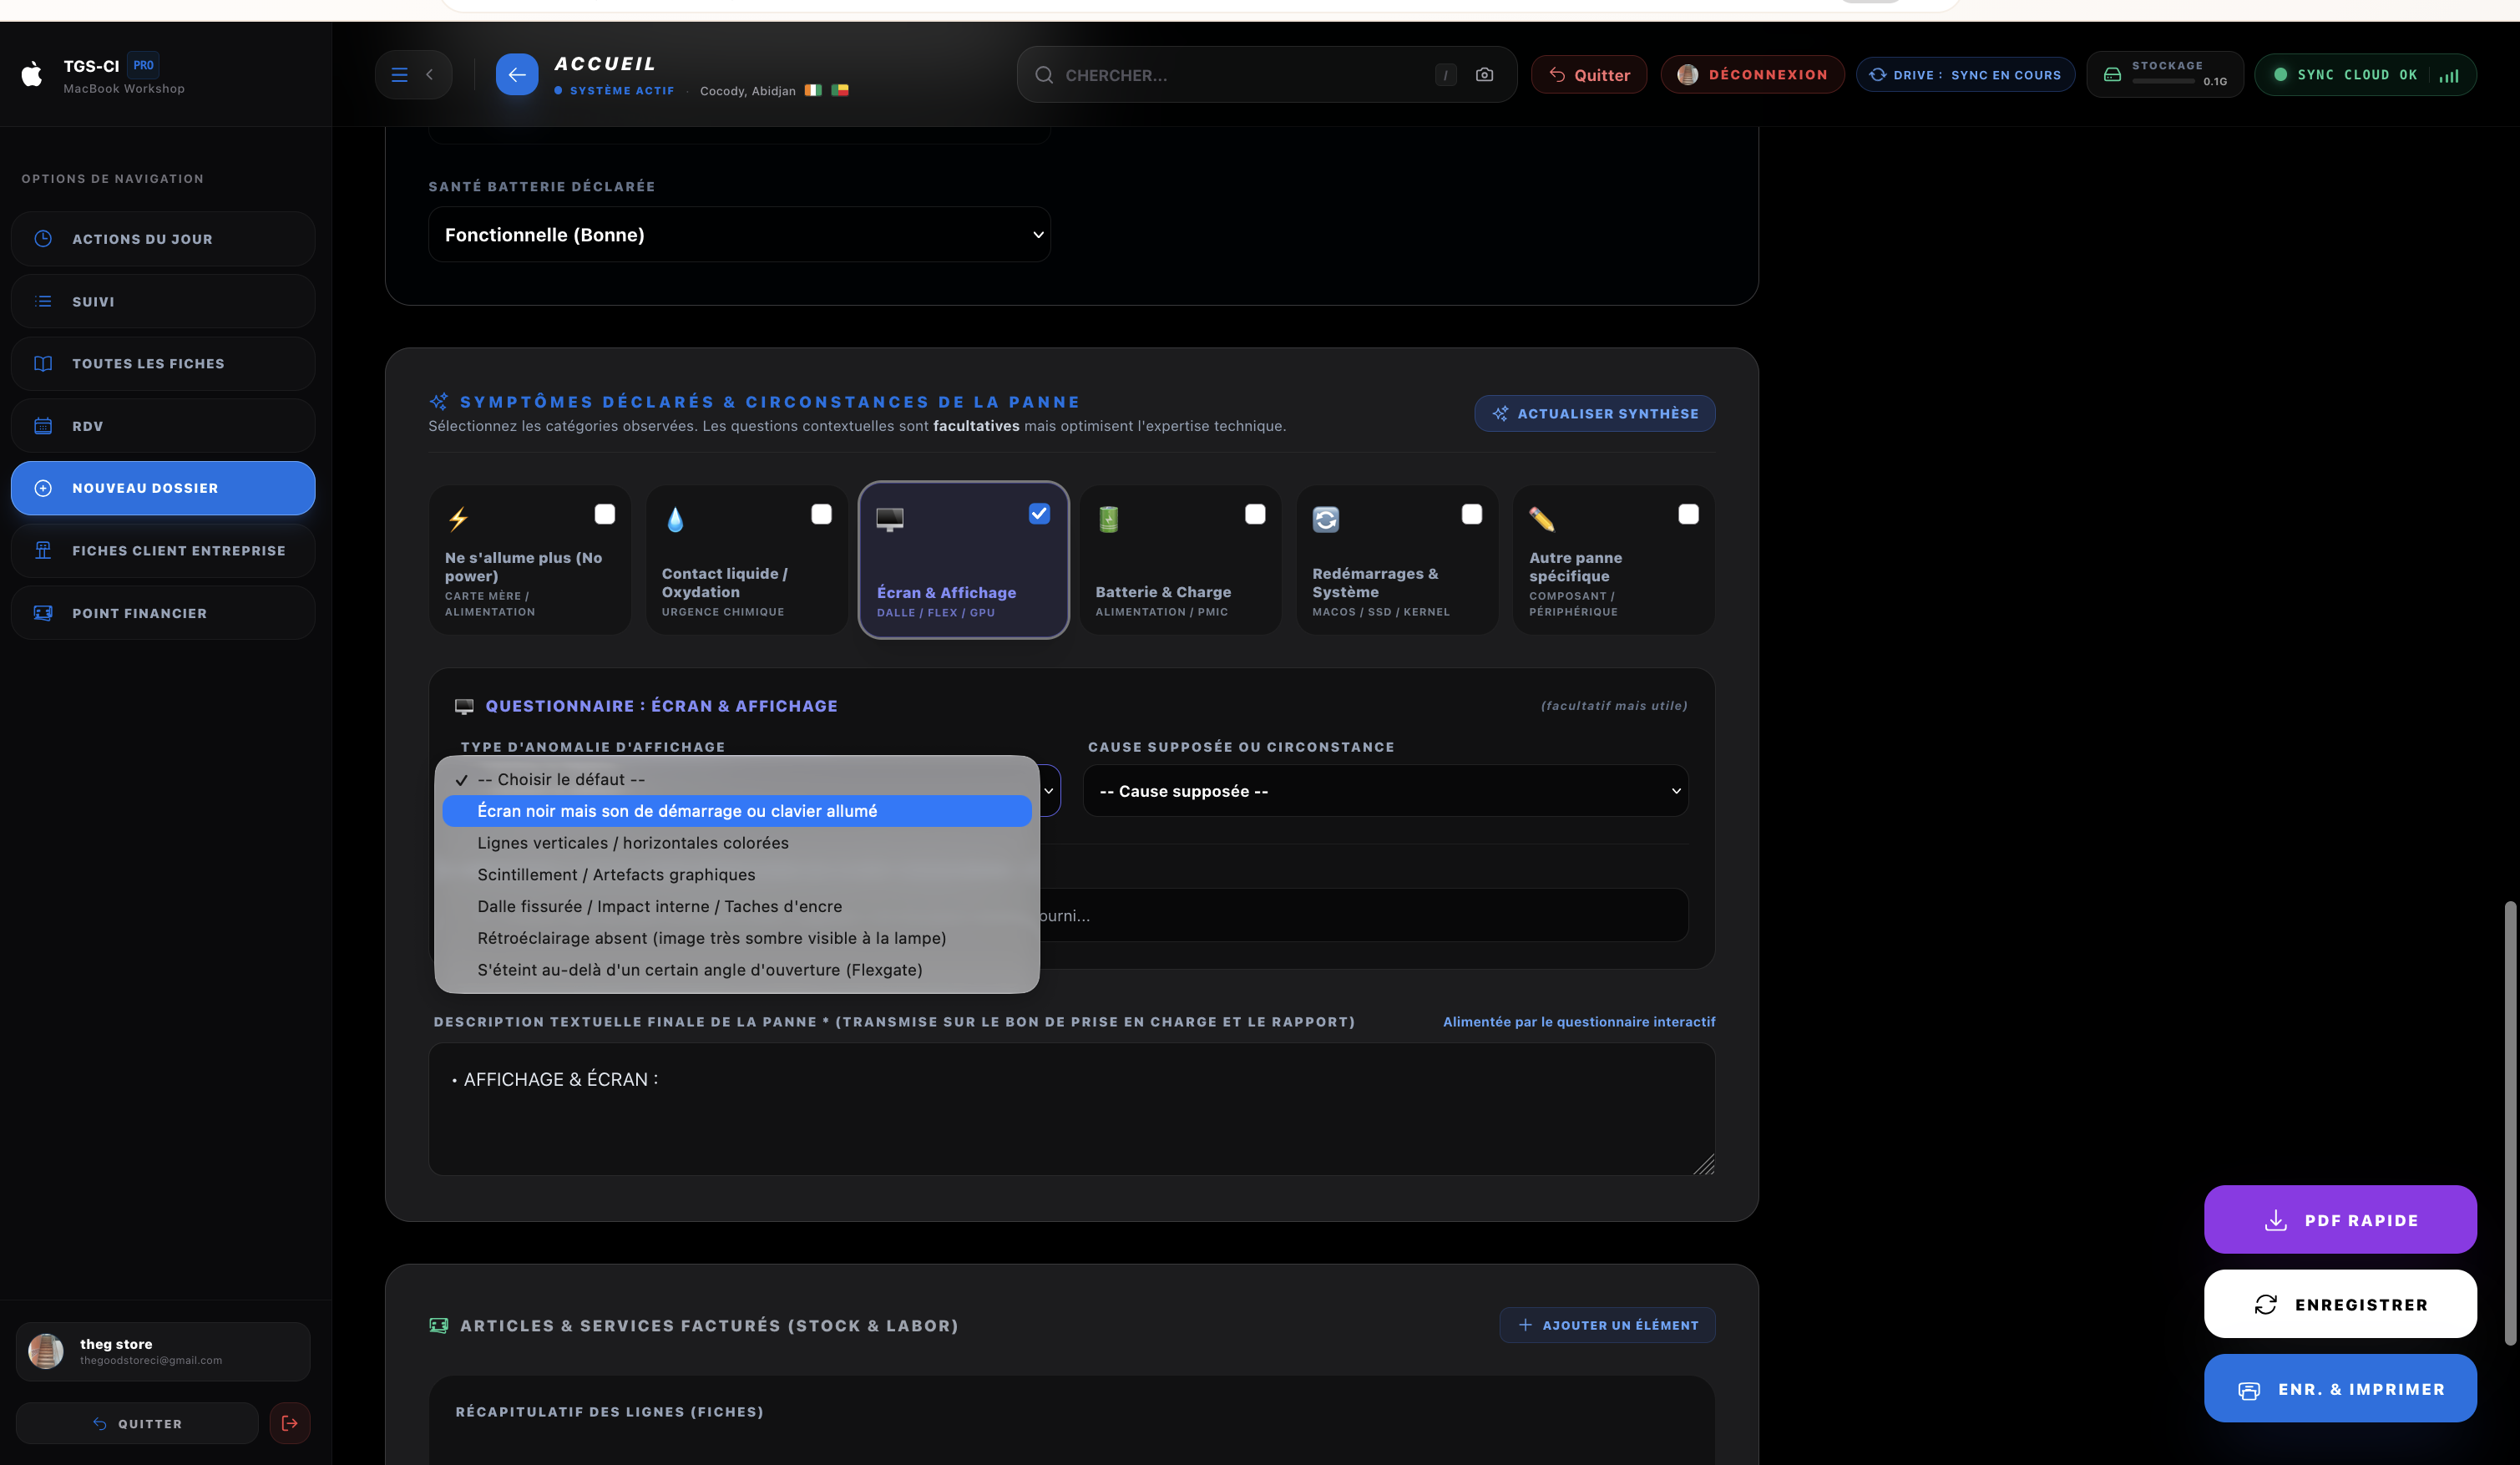 TGS-CI PRO
MacBook Workshop
OPTIONS DE NAVIGATION
ACTIONS DU JOUR
SUIVI
TOUTES LES FICHES
RDV
NOUVEAU DOSSIER
FICHES CLIENT ENTREPRISE
POINT FINANCIER
theg store
thegoodstoreci@gmail.com
QUITTER
ACCUEIL
SYSTÈME ACTIF · Cocody, Abidjan
CHERCHER... /
Quitter
DÉCONNEXION
DRIVE : SYNC EN COURS
STOCKAGE
0.1G
SYNC CLOUD OK
SANTÉ BATTERIE DÉCLARÉE
Fonctionnelle (Bonne)
SYMPTÔMES DÉCLARÉS & CIRCONSTANCES DE LA PANNE
Sélectionnez les catégories observées. Les questions contextuelles sont facultatives mais optimisent l'expertise technique.
ACTUALISER SYNTHÈSE
Ne s'allume plus (No
power)
CARTE MÈRE /
ALIMENTATION
Contact liquide /
Oxydation
URGENCE CHIMIQUE
Écran & Affichage
DALLE / FLEX / GPU
Batterie & Charge
ALIMENTATION / PMIC
Redémarrages &
Système
MACOS / SSD / KERNEL
Autre panne
spécifique
COMPOSANT /
PÉRIPHÉRIQUE
QUESTIONNAIRE : ÉCRAN & AFFICHAGE
(facultatif mais utile)
TYPE D'ANOMALIE D'AFFICHAGE
✓ -- Choisir le défaut --
Écran noir mais son de démarrage ou clavier allumé
Lignes verticales / horizontales colorées
Scintillement / Artefacts graphiques
Dalle fissurée / Impact interne / Taches d'encre
Rétroéclairage absent (image très sombre visible à la lampe)
S'éteint au-delà d'un certain angle d'ouverture (Flexgate)
CAUSE SUPPOSÉE OU CIRCONSTANCE
-- Cause supposée --
ourni...
DESCRIPTION TEXTUELLE FINALE DE LA PANNE * (TRANSMISE SUR LE BON DE PRISE EN CHARGE ET LE RAPPORT)
Alimentée par le questionnaire interactif
• AFFICHAGE & ÉCRAN :
ARTICLES & SERVICES FACTURÉS (STOCK & LABOR)
AJOUTER UN ÉLÉMENT
RÉCAPITULATIF DES LIGNES (FICHES)
PDF RAPIDE
ENREGISTRER
ENR. & IMPRIMER